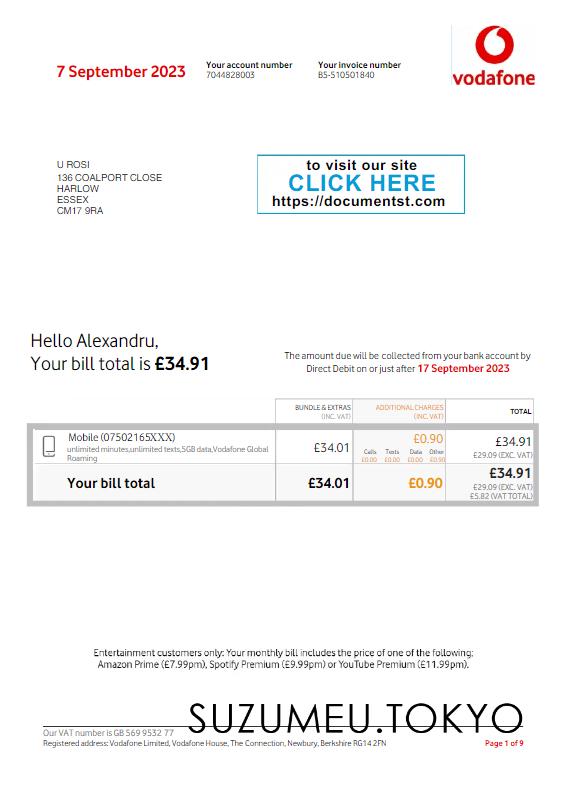 7 September 2023
Your account number
7044828003
Your invoice number
B5-510501840
vodafone
U ROSI
136 COALPORT CLOSE
HARLOW
ESSEX
CM17 9RA
to visit our site
CLICK HERE
https://documentst.com
Hello Alexandru,
Your bill total is £34.91
The amount due will be collected from your bank account by
Direct Debit on or just after 17 September 2023
BUNDLE & EXTRAS
(INC. VAT)
ADDITIONAL CHARGES
(INC. VAT)
TOTAL
Mobile (07502165XXX)
unlimited minutes,unlimited texts,5GB data,Vodafone Global
Roaming
£34.01
£0.90
Calls Texts Data Other
£0.00 £0.00 £0.00 £0.90
£34.91
£29.09 (EXC. VAT)
Your bill total
£34.01
£0.90
£34.91
£29.09 (EXC. VAT)
£5.82 (VAT TOTAL)
Entertainment customers only: Your monthly bill includes the price of one of the following:
Amazon Prime (£7.99pm), Spotify Premium (£9.99pm) or YouTube Premium (£11.99pm).
SUZUMEU.TOKYO
Our VAT number is GB 569 9532 77
Registered address: Vodafone Limited, Vodafone House, The Connection, Newbury, Berkshire RG14 2FN
Page 1 of 9